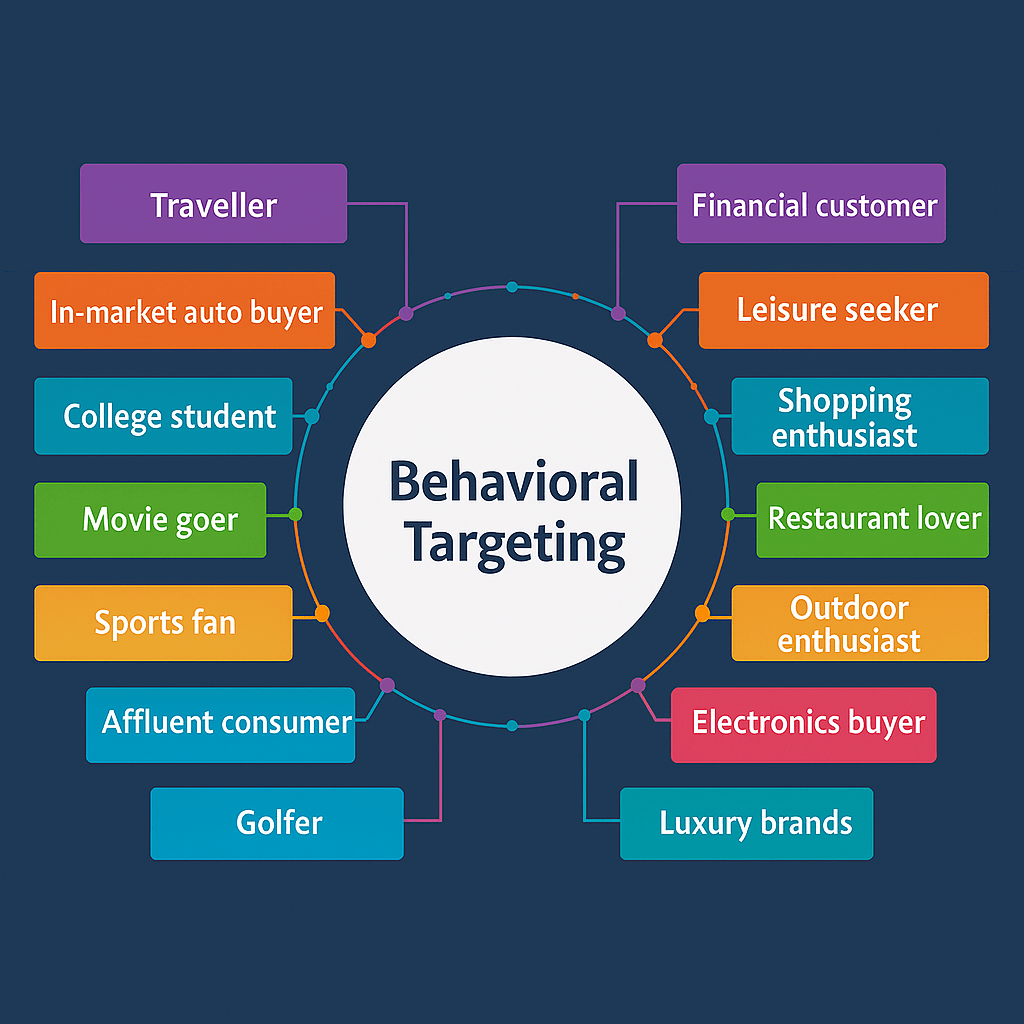 Traveller
In-market auto buyer
College student
Movie goer
Sports fan
Affluent consumer
Golfer
Behavioral
Targeting
Financial customer
Leisure seeker
Shopping
enthusiast
Restaurant lover
Outdoor
enthusiast
Electronics buyer
Luxury brands